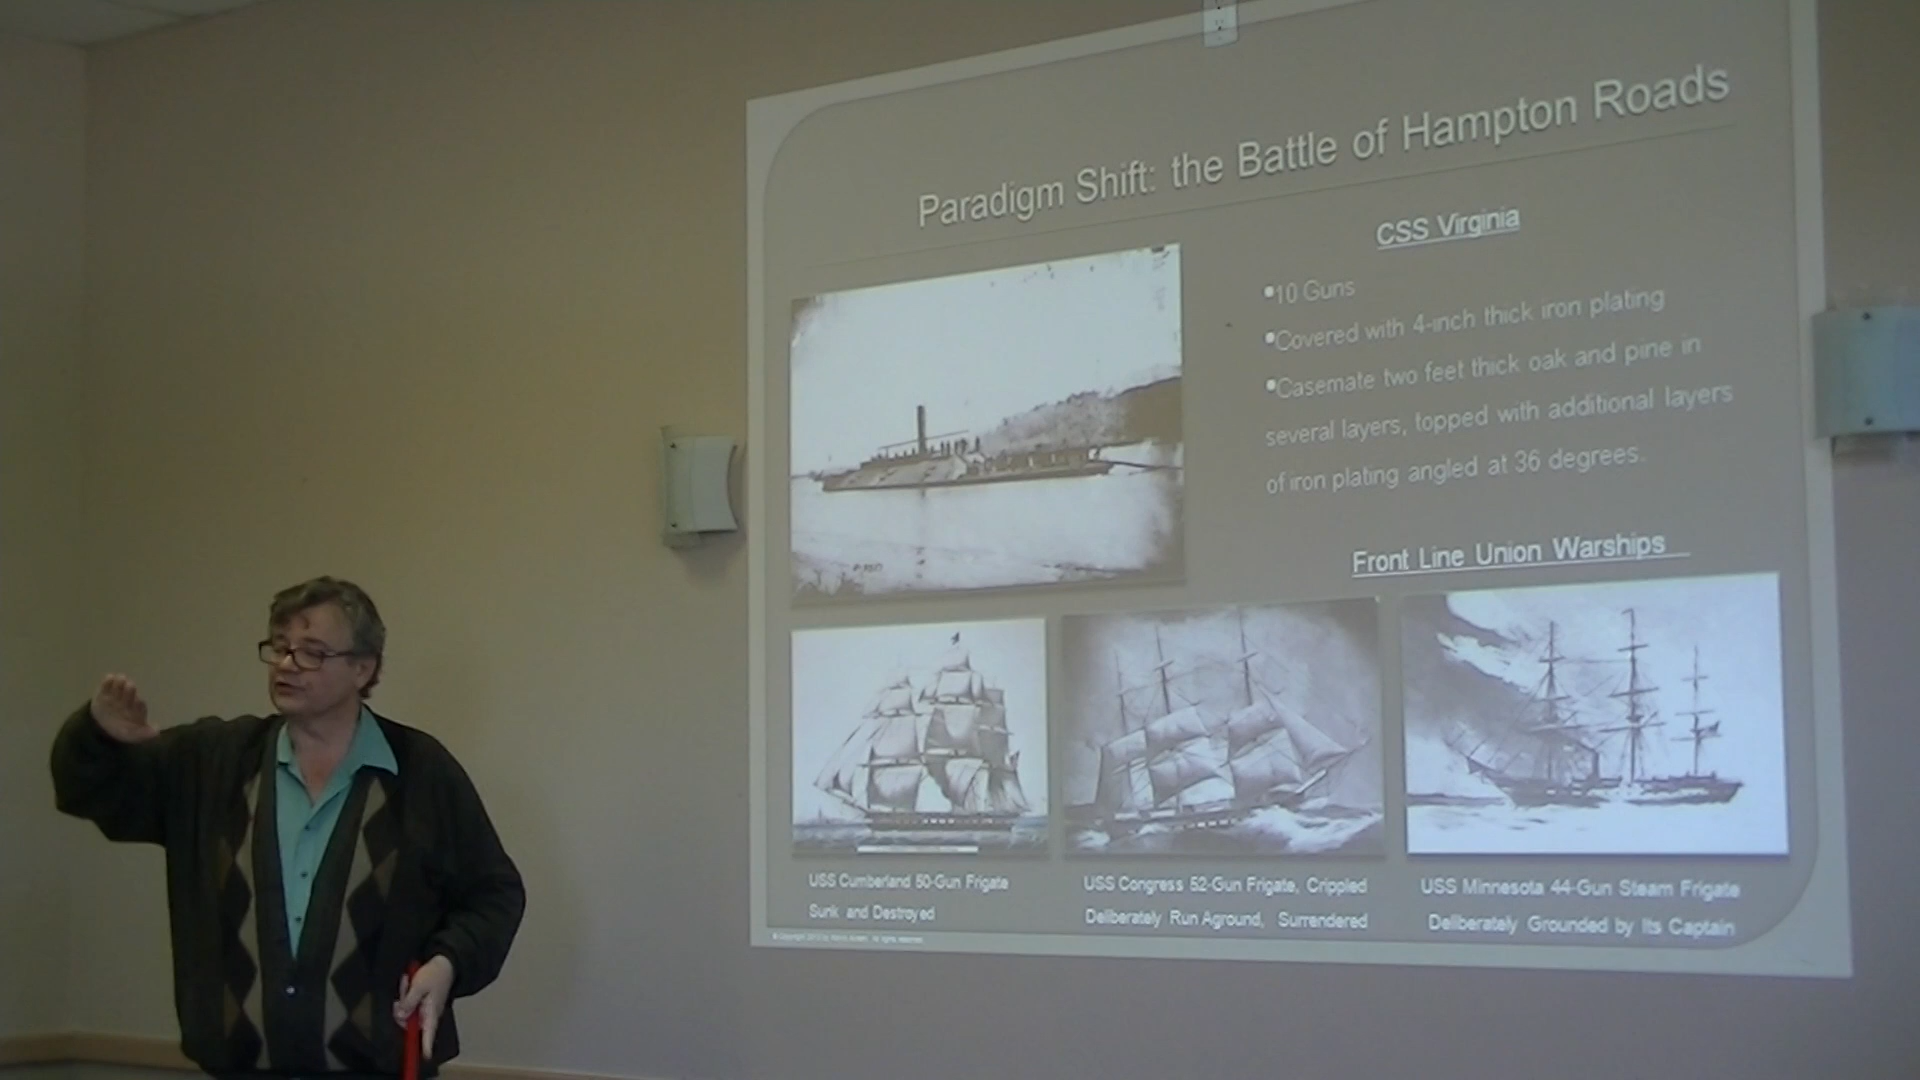 Paradigm Shift: the Battle of Hampton Roads
CSS Virginia
•10 Guns
•Covered with 4-inch thick iron plating
•Casemate two feet thick oak and pine in
several layers, topped with additional layers
of iron plating angled at 36 degrees.
Front Line Union Warships
USS Cumberland 50-Gun Frigate
Sunk and Destroyed
USS Congress 52-Gun Frigate, Crippled
Deliberately Run Aground, Surrendered
USS Minnesota 44-Gun Steam Frigate
Deliberately Grounded by Its Captain